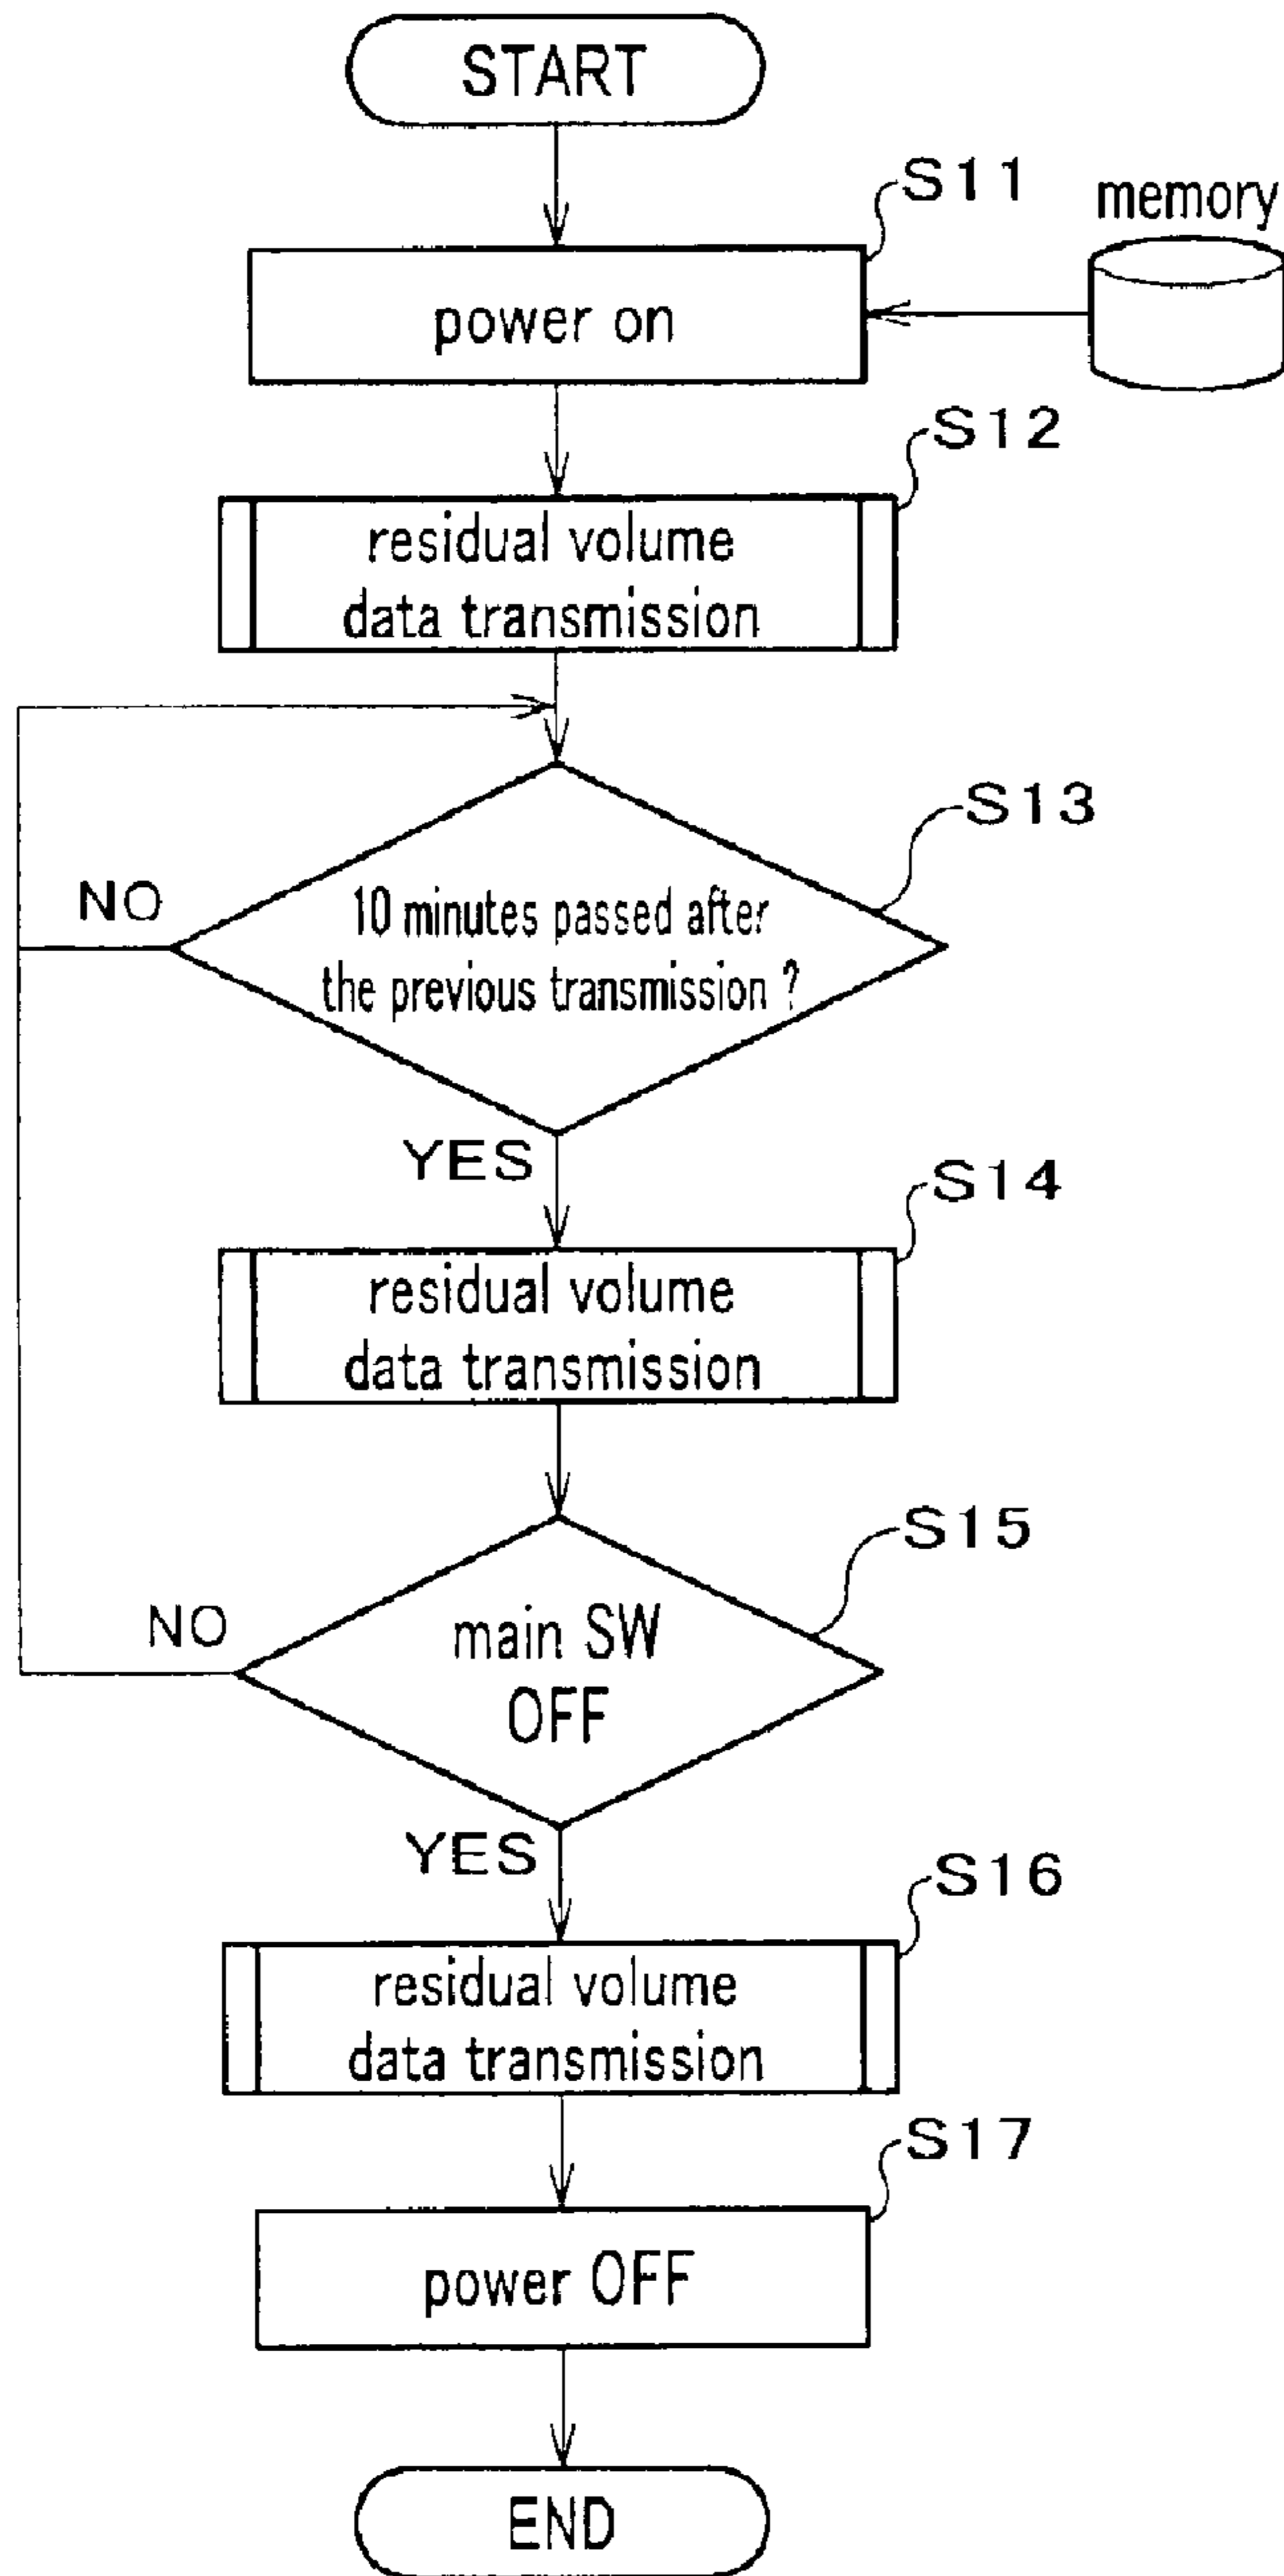 START
S11
memory
power on
S12
residual volume
data transmission
S13
NO
10 minutes passed after
the previous transmission ?
YES
S14
residual volume
data transmission
S15
NO
main SW
OFF
YES
S16
residual volume
data transmission
S17
power OFF
END